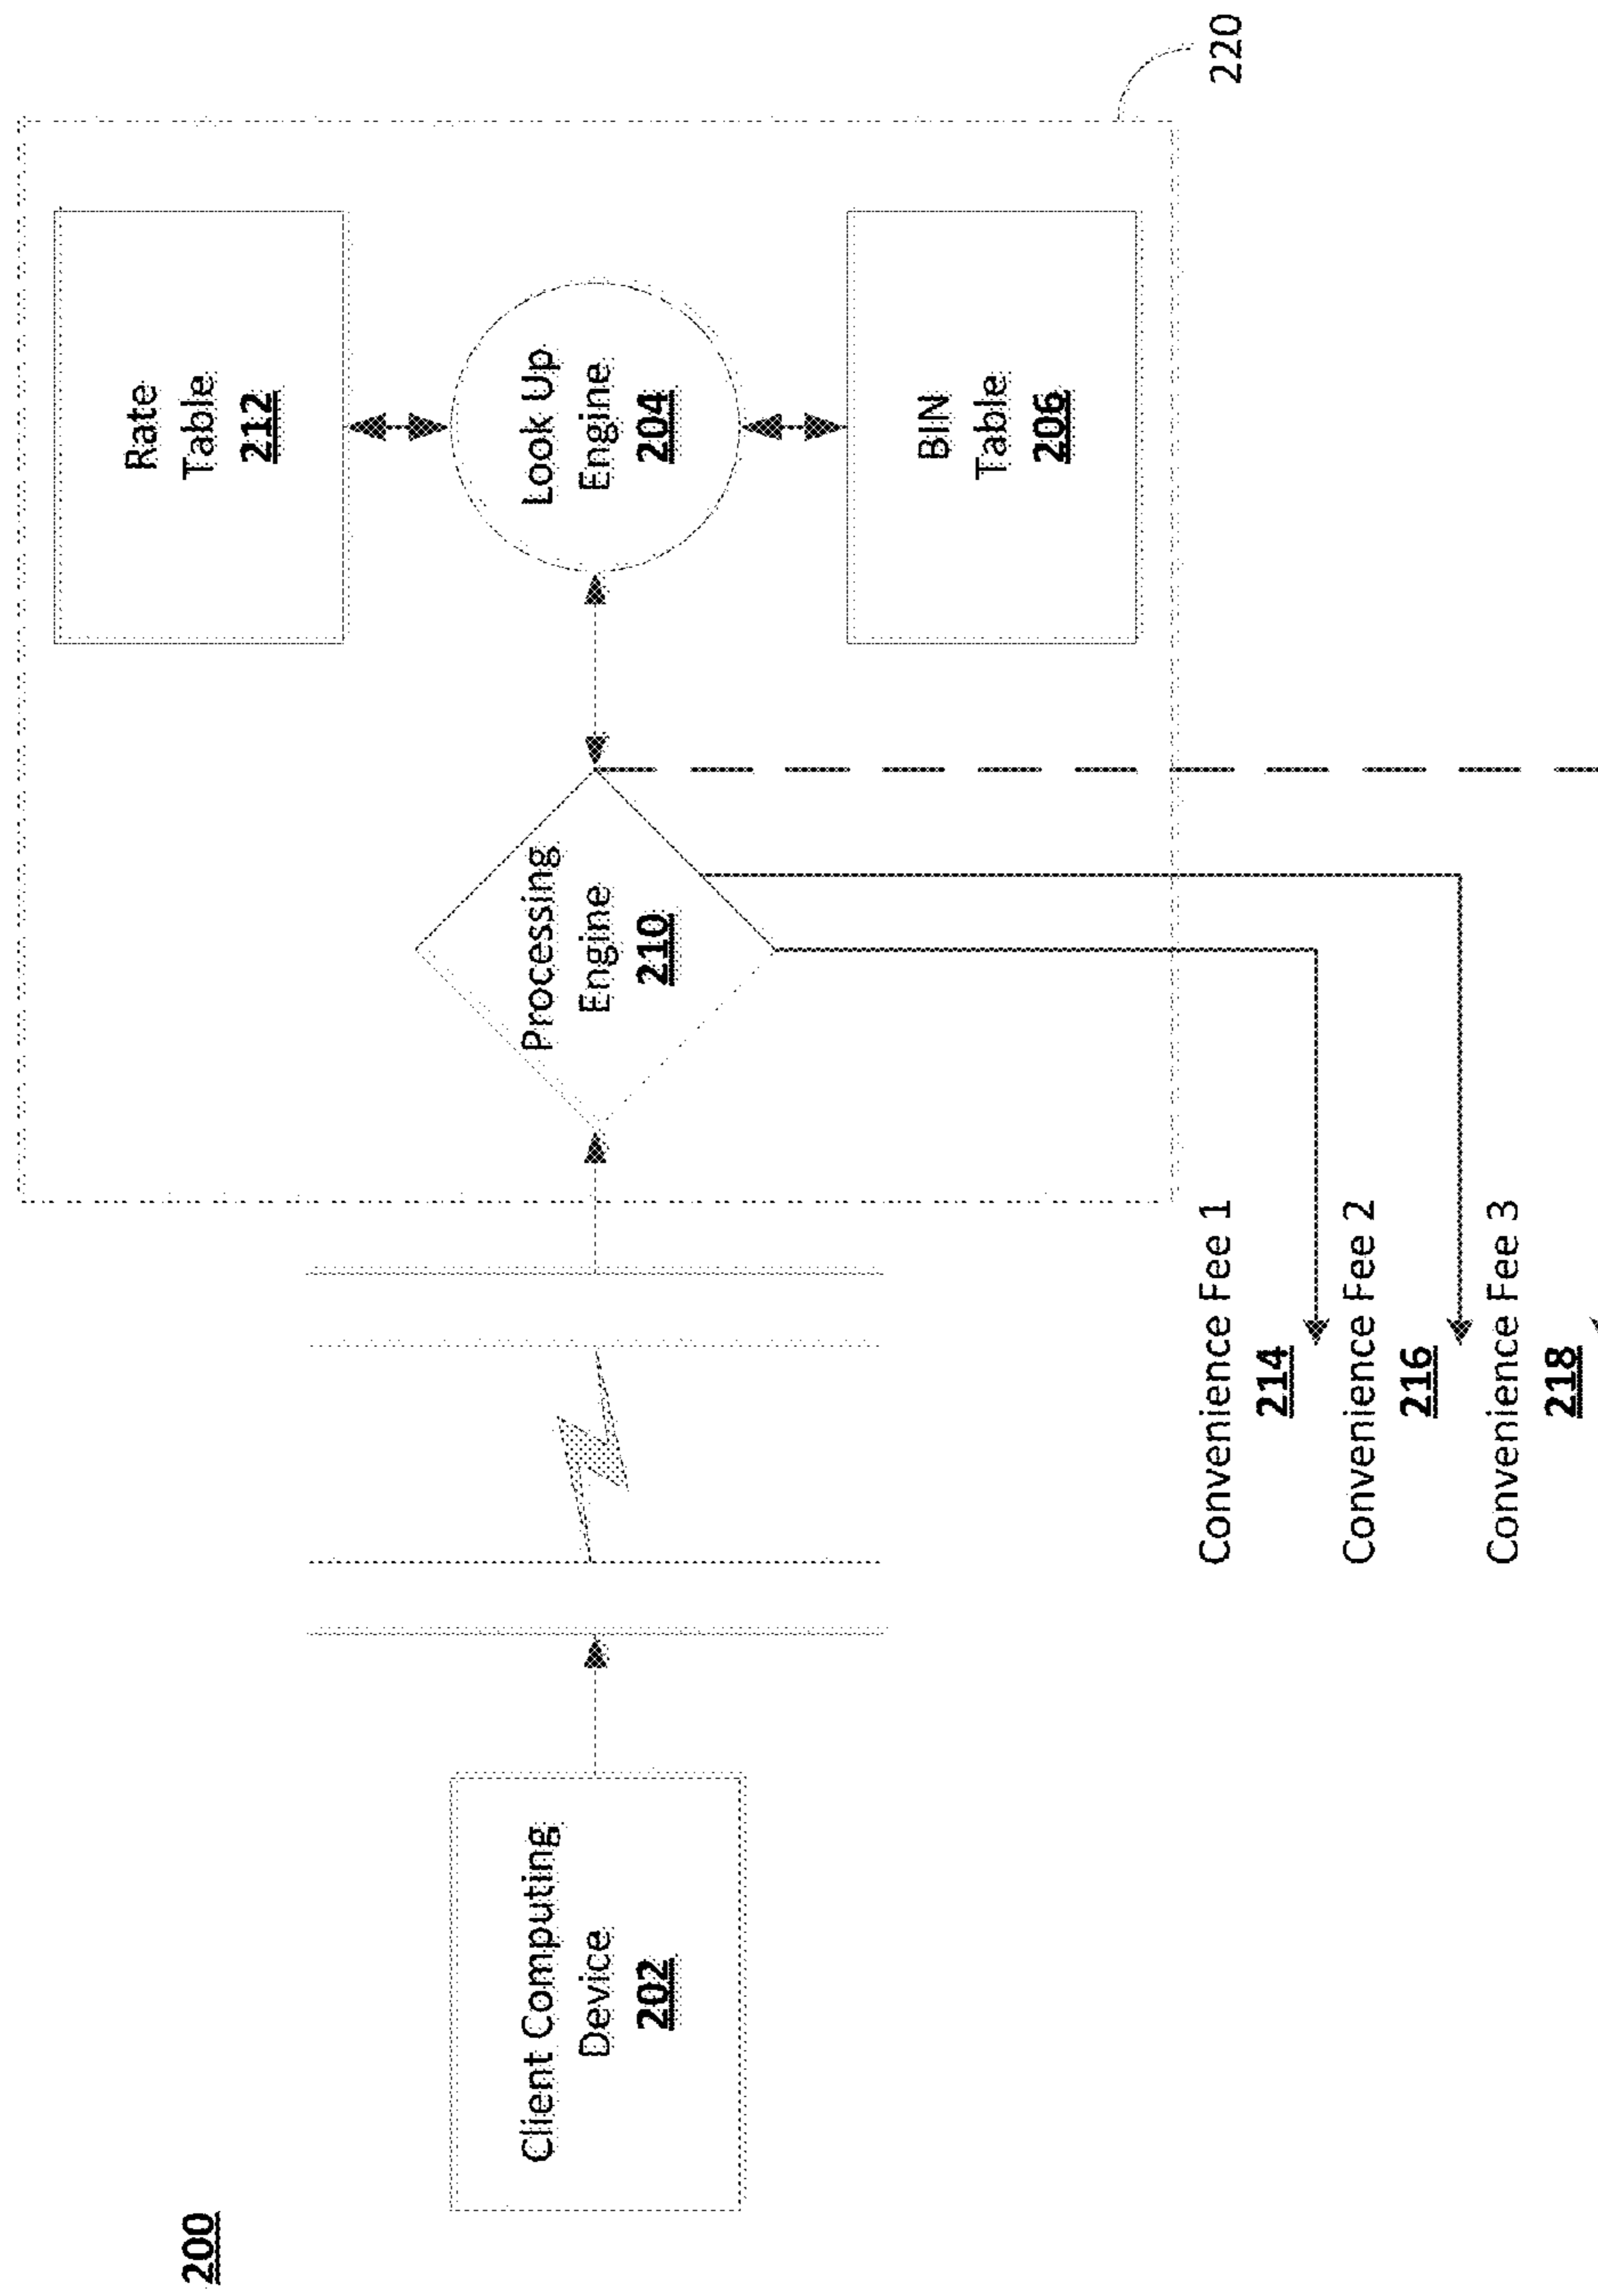 200
Client Computing
Device
202
Processing
Engine
210
Rate
Table
212
Look Up
Engine
204
BIN
Table
206
220
Convenience Fee 1
214
Convenience Fee 2
216
Convenience Fee 3
218